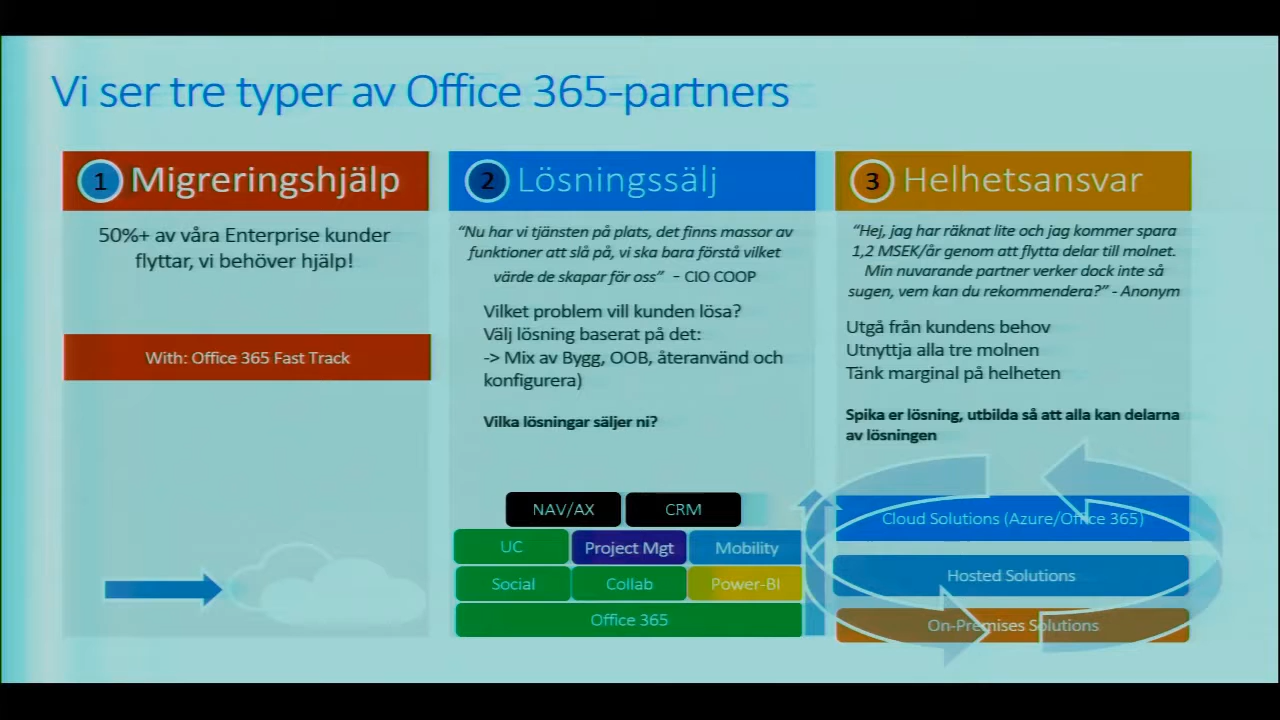 Vi ser tre typer av Office 365-partners
1 Migreringshjälp
50%+ av våra Enterprise kunder
flyttar, vi behöver hjälp!
With: Office 365 Fast Track
2 Lösningssälj
“Nu har vi tjänsten på plats, det finns massor av
funktioner att slå på, vi ska bara förstå vilket
värde de skapar för oss” – CIO COOP
Vilket problem vill kunden lösa?
Välj lösning baserat på det:
-> Mix av Bygg, OOB, återanvänd och
konfigurera)
Vilka lösningar säljer ni?
NAV/AX CRM
UC Project Mgt Mobility
Social Collab Power-BI
Office 365
3 Helhetsansvar
“Hej, jag har räknat lite och jag kommer spara
1,2 MSEK/år genom att flytta delar till molnet.
Min nuvarande partner verker dock inte så
sugen, vem kan du rekommendera?” - Anonym
Utgå från kundens behov
Utnyttja alla tre molnen
Tänk marginal på helheten
Spika er lösning, utbilda så att alla kan delarna
av lösningen
Cloud Solutions (Azure/Office 365)
Hosted Solutions
On-Premises Solutions